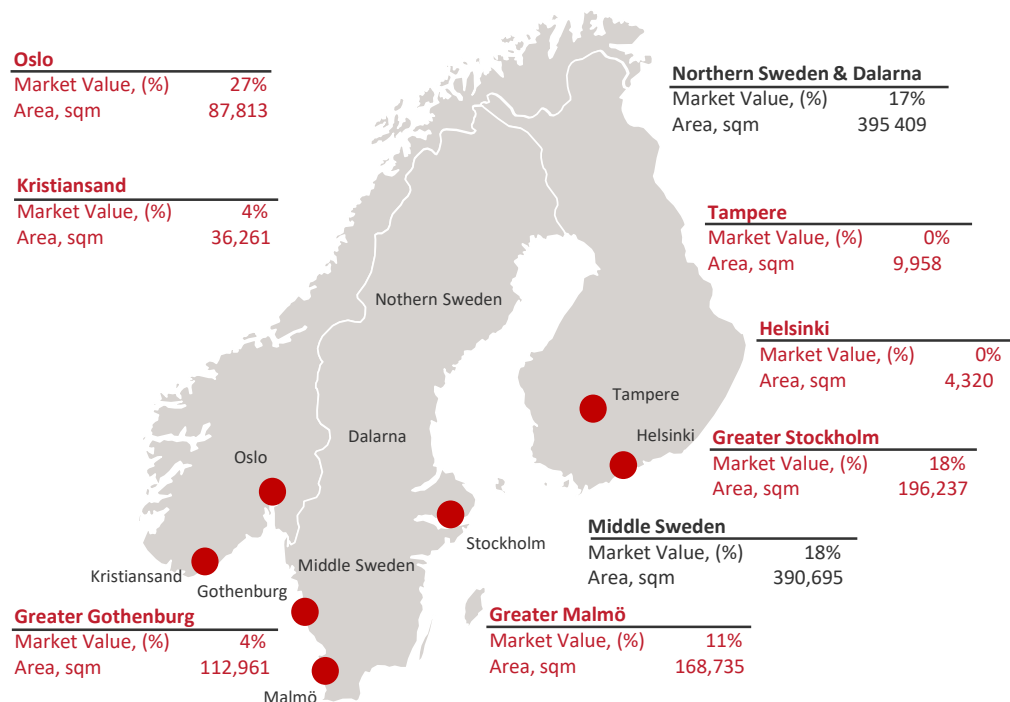 Oslo
Market Value, (%) 27%
Area, sqm 87,813
Northern Sweden & Dalarna
Market Value, (%) 17%
Area, sqm 395 409
Kristiansand
Market Value, (%) 4%
Area, sqm 36,261
Tampere
Market Value, (%) 0%
Area, sqm 9,958
Nothern Sweden
Helsinki
Market Value, (%) 0%
Area, sqm 4,320
Tampere
Dalarna
Helsinki
Greater Stockholm
Market Value, (%) 18%
Area, sqm 196,237
Oslo
Stockholm
Middle Sweden
Market Value, (%) 18%
Area, sqm 390,695
Middle Sweden
Kristiansand
Gothenburg
Greater Gothenburg
Market Value, (%) 4%
Area, sqm 112,961
Greater Malmö
Market Value, (%) 11%
Area, sqm 168,735
Malmö